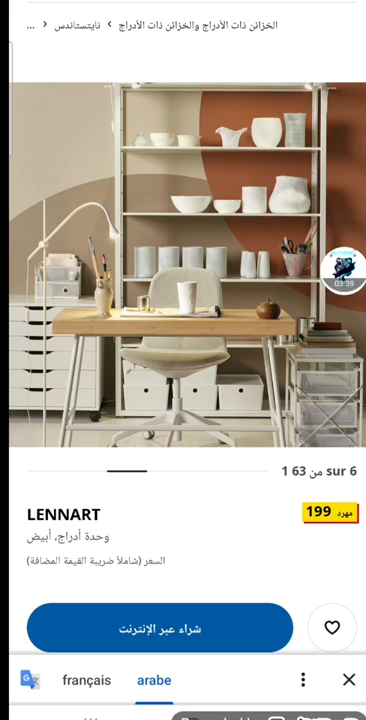 الخزائن ذات الأدراج والخزائن ذات الأدراج › نايتستاندس › ...
03:39
1 من 63 sur 6
LENNART
199 مهرد
وحدة أدراج، أبيض
السعر (شاملاً ضريبة القيمة المضافة)
شراء عبر الإنترنت
français
arabe